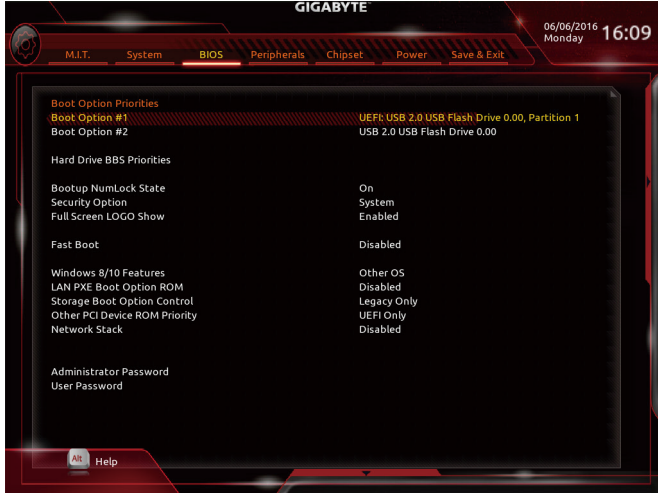 GIGABYTE™
06/06/2016 16:09
Monday
M.I.T. System BIOS Peripherals Chipset Power Save & Exit
Boot Option Priorities
Boot Option #1 UEFI: USB 2.0 USB Flash Drive 0.00, Partition 1
Boot Option #2 USB 2.0 USB Flash Drive 0.00
Hard Drive BBS Priorities
Bootup NumLock State On
Security Option System
Full Screen LOGO Show Enabled
Fast Boot Disabled
Windows 8/10 Features Other OS
LAN PXE Boot Option ROM Disabled
Storage Boot Option Control Legacy Only
Other PCI Device ROM Priority UEFI Only
Network Stack Disabled
Administrator Password
User Password
Alt Help